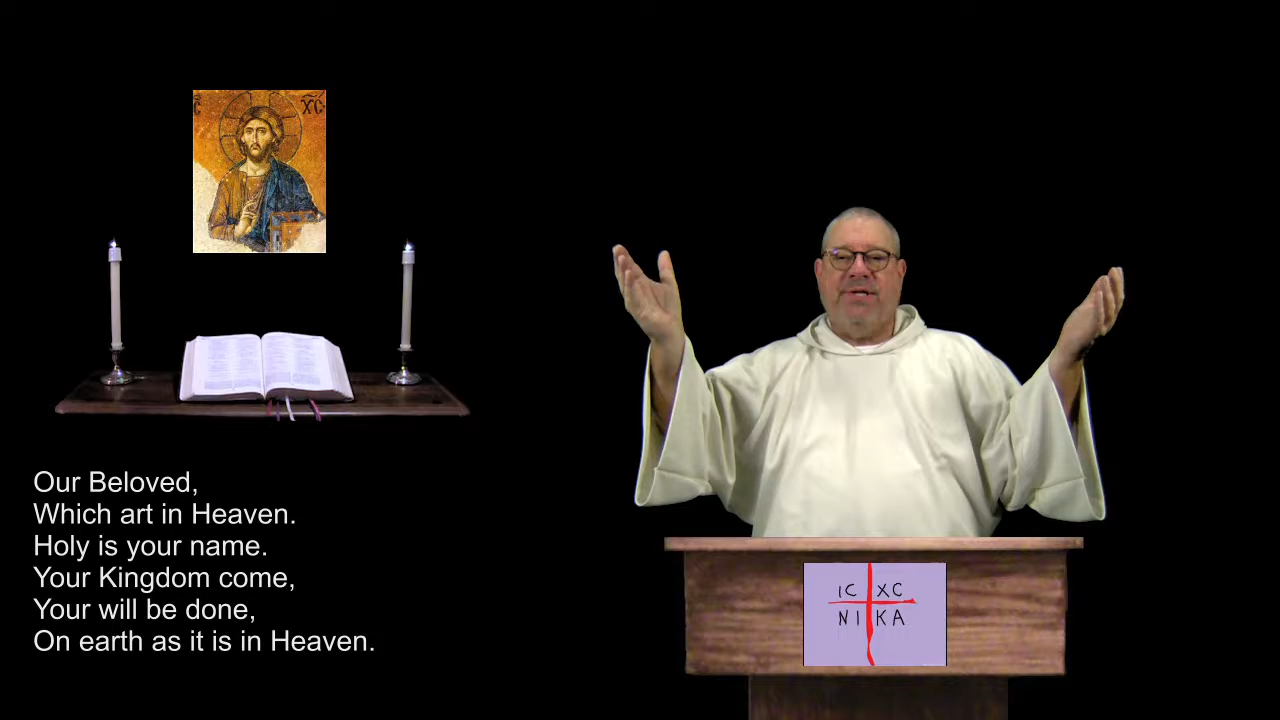 XC
Our Beloved,
Which art in Heaven.
Holy is your name.
Your Kingdom come,
Your will be done,
On earth as it is in Heaven.
IC XC
NI KA